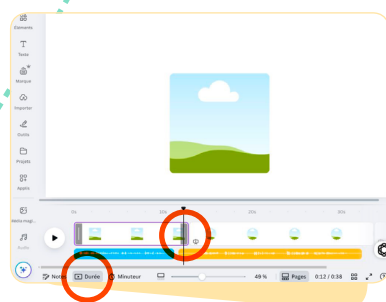 Éléments
Texte
Marque
Importer
Outils
Projets
Applis
Média magi...
Audio
0s
10s
20s
30s
Notes
Durée
Minuteur
49 %
Pages
0:12 / 0:38